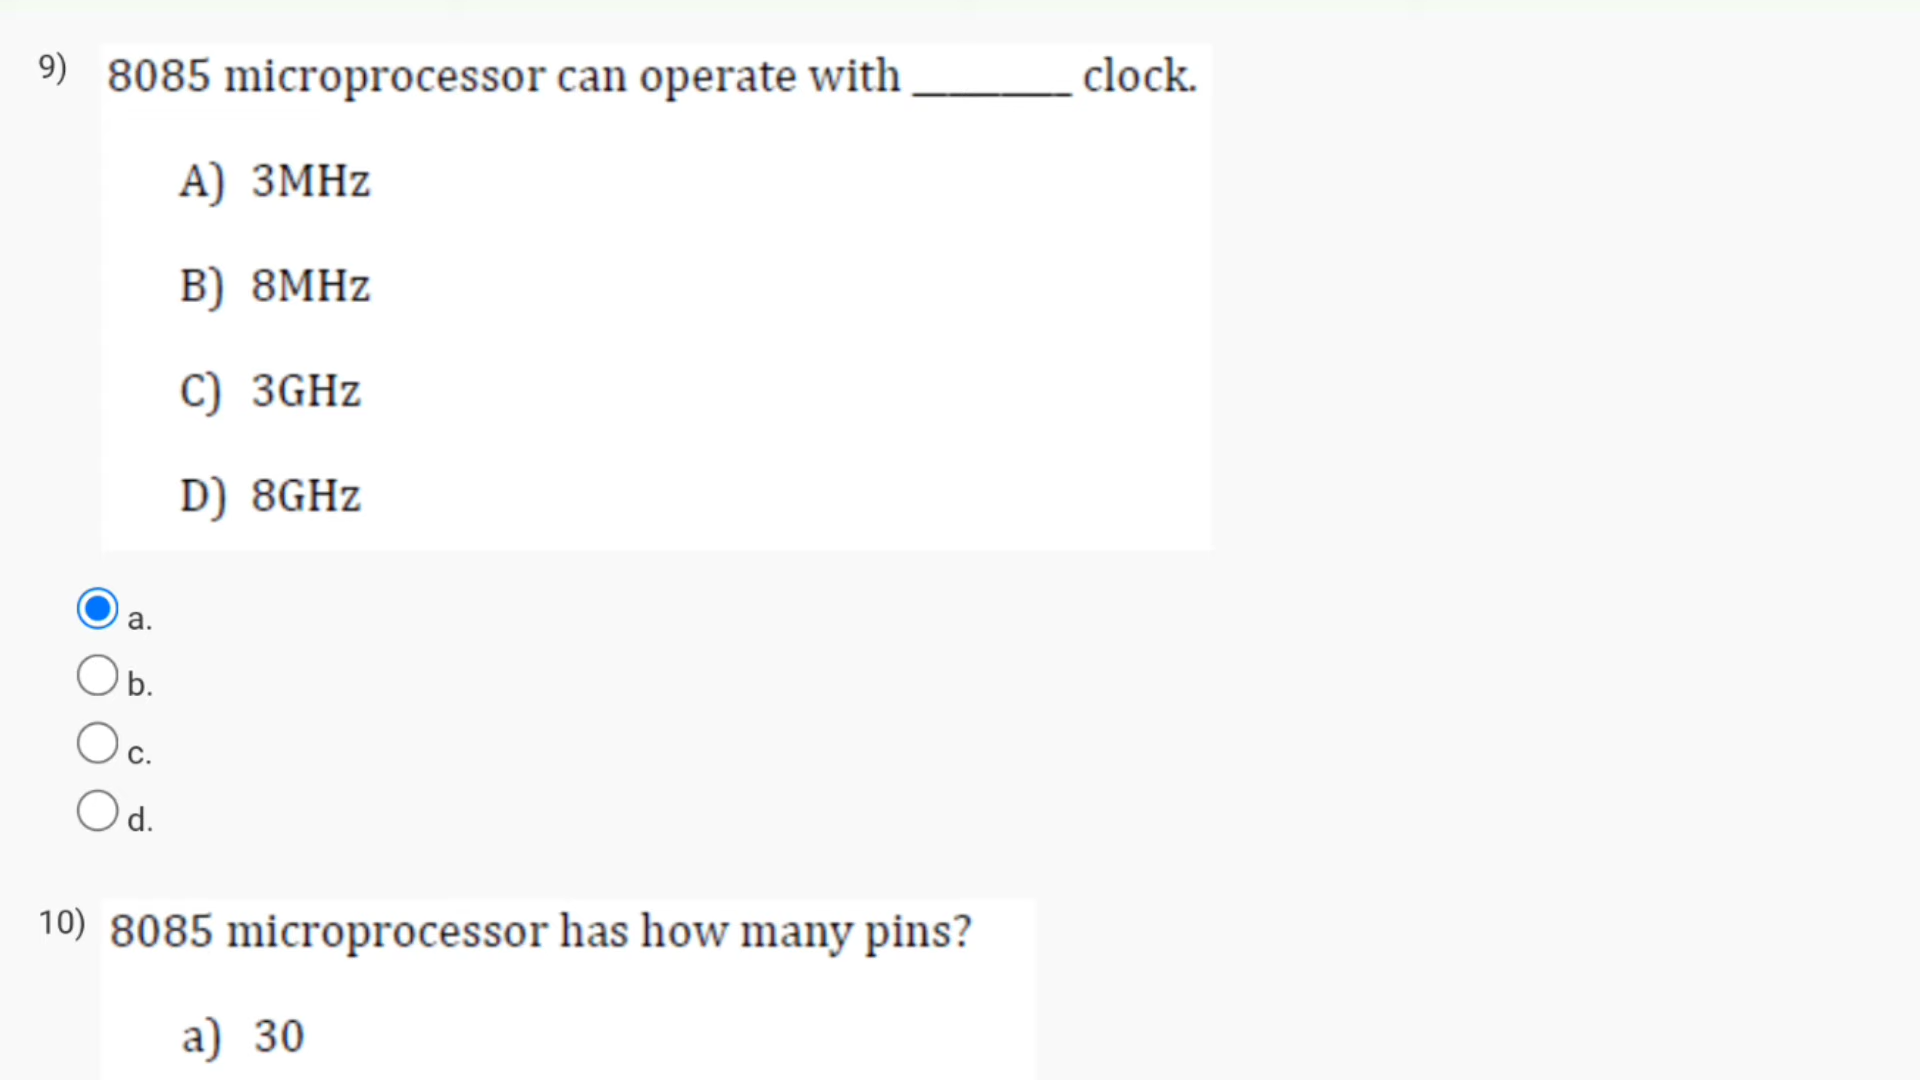 9) 8085 microprocessor can operate with _______ clock.
A) 3MHz
B) 8MHz
C) 3GHz
D) 8GHz
a.
b.
c.
d.
10) 8085 microprocessor has how many pins?
a) 30